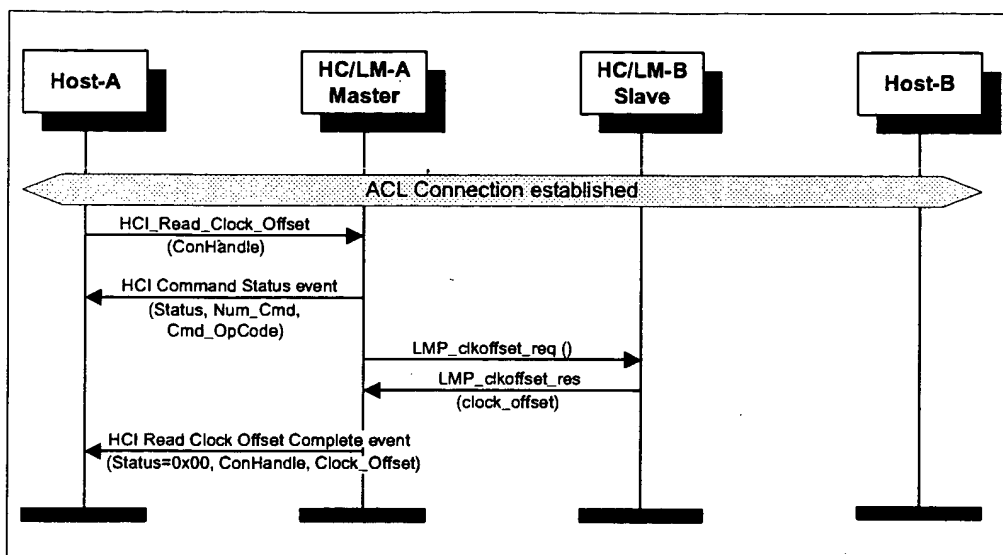 Host-A
HC/LM-A
Master
HC/LM-B
Slave
Host-B
ACL Connection established
HCI_Read_Clock_Offset
(ConHandle)
HCI Command Status event
(Status, Num_Cmd,
Cmd_OpCode)
LMP_clkoffset_req ()
LMP_clkoffset_res
(clock_offset)
HCI Read Clock Offset Complete event
(Status=0x00, ConHandle, Clock_Offset)